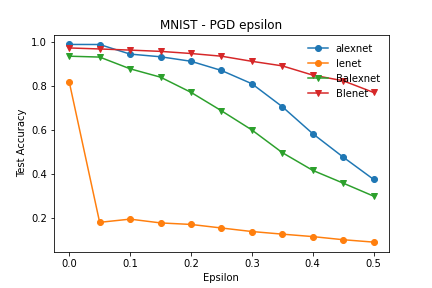 MNIST - PGD epsilon
1.0
0.8
0.6
0.4
0.2
Test Accuracy
0.0
0.1
0.2
0.3
0.4
0.5
Epsilon
alexnet
lenet
Balexnet
Blenet